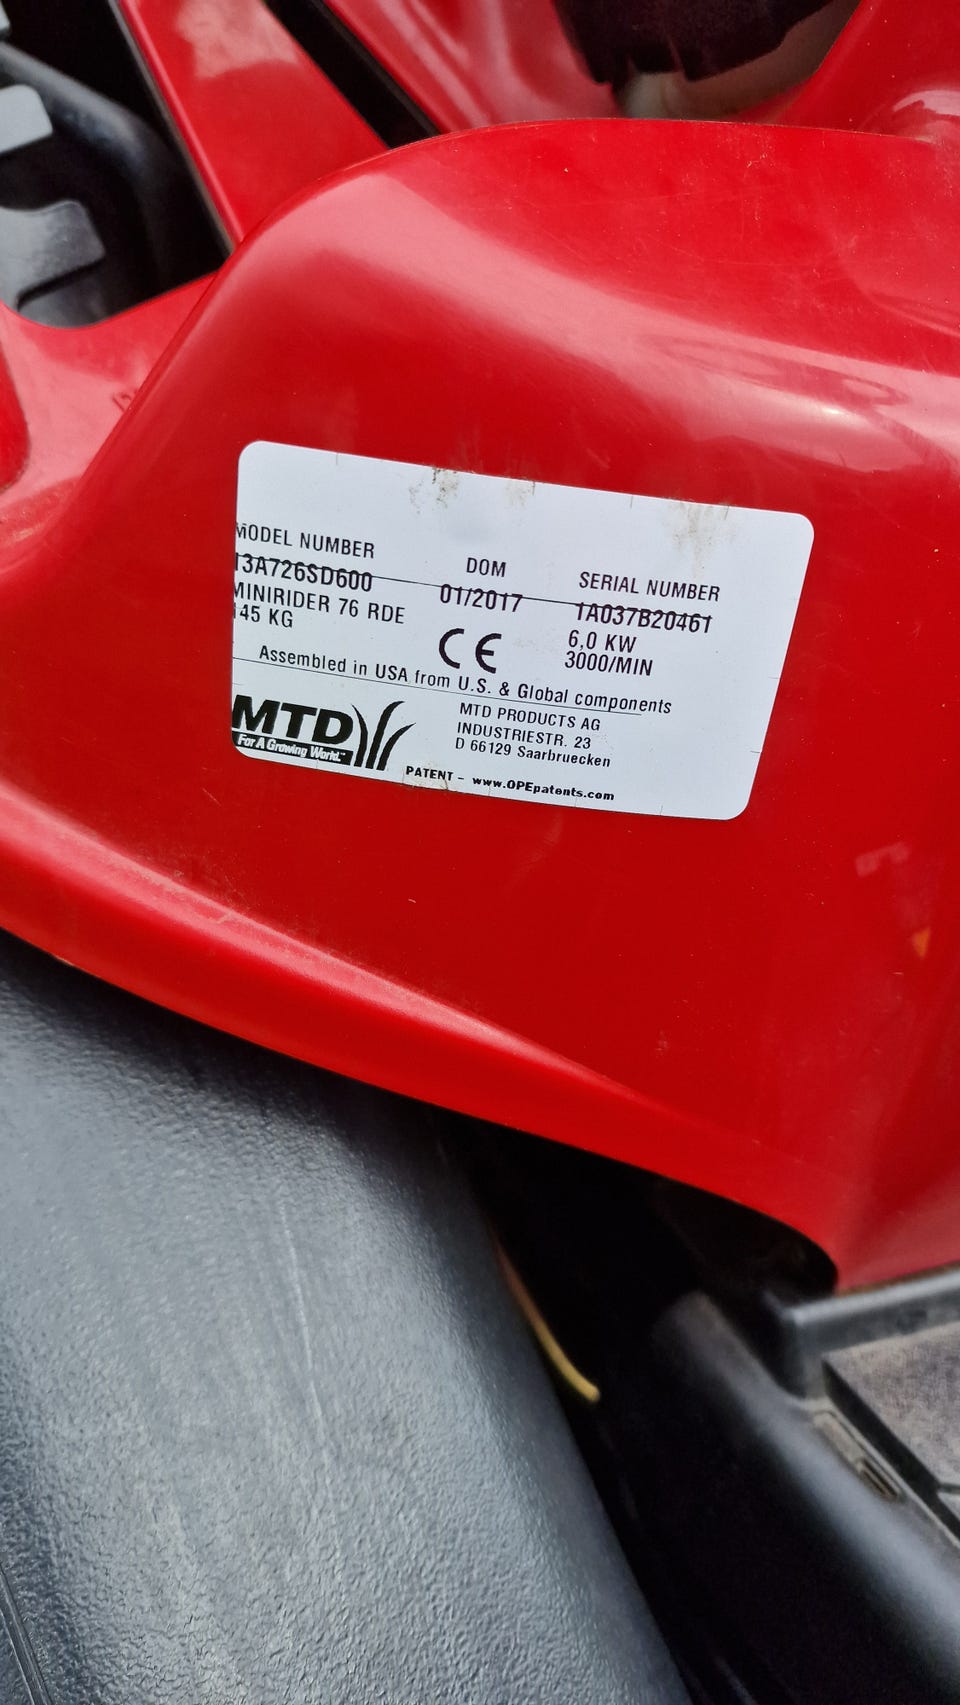 MODEL NUMBER DOM SERIAL NUMBER
13A726SD600 01/2017 1A037B20461
MINIRIDER 76 RDE 6,0 KW
145 KG CE 3000/MIN
Assembled in USA from U.S. & Global components
MTD
For A Growing World.™
MTD PRODUCTS AG
INDUSTRIESTR. 23
D 66129 Saarbruecken
PATENT - www.OPEpatents.com